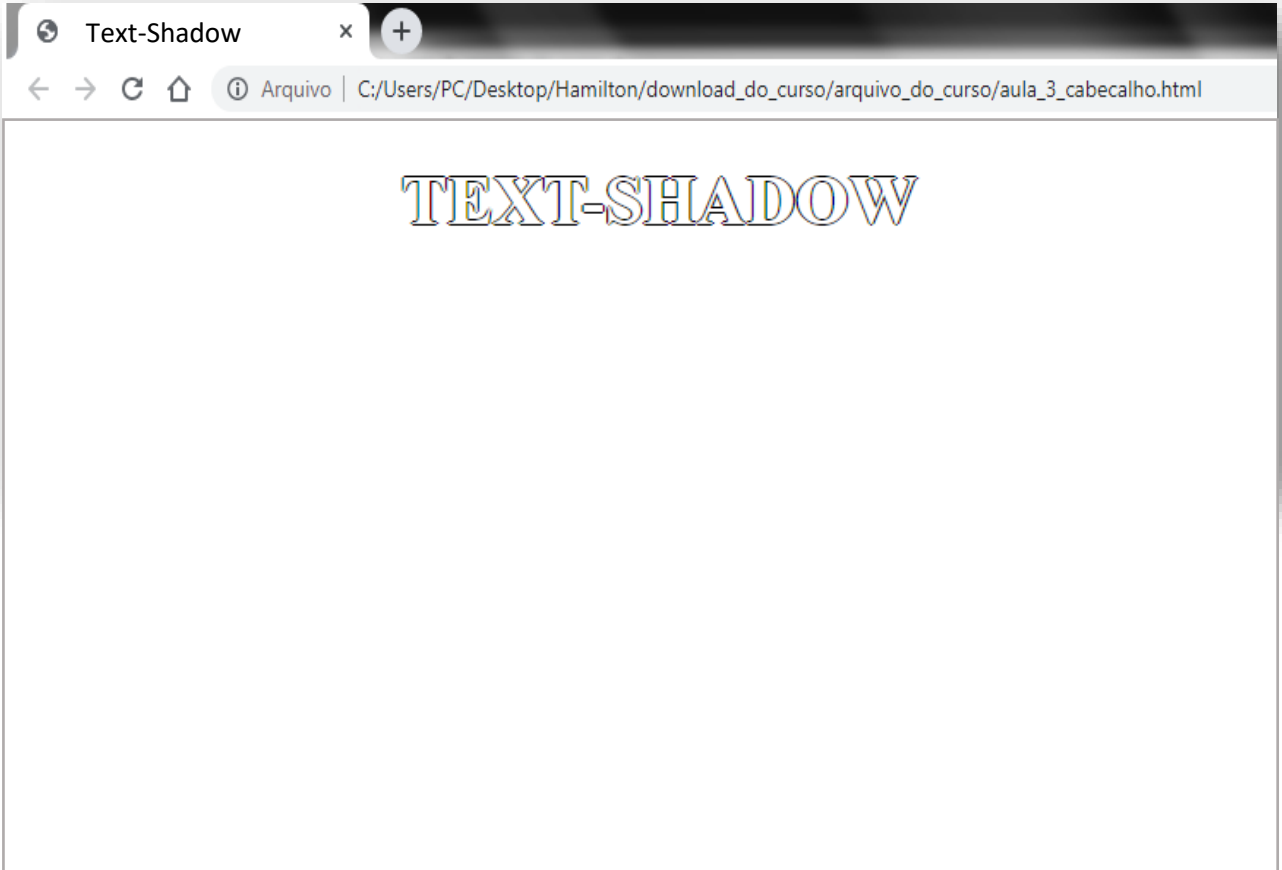 Text-Shadow
Arquivo | C:/Users/PC/Desktop/Hamilton/download_do_curso/arquivo_do_curso/aula_3_cabecalho.html
TEXT-SHADOW